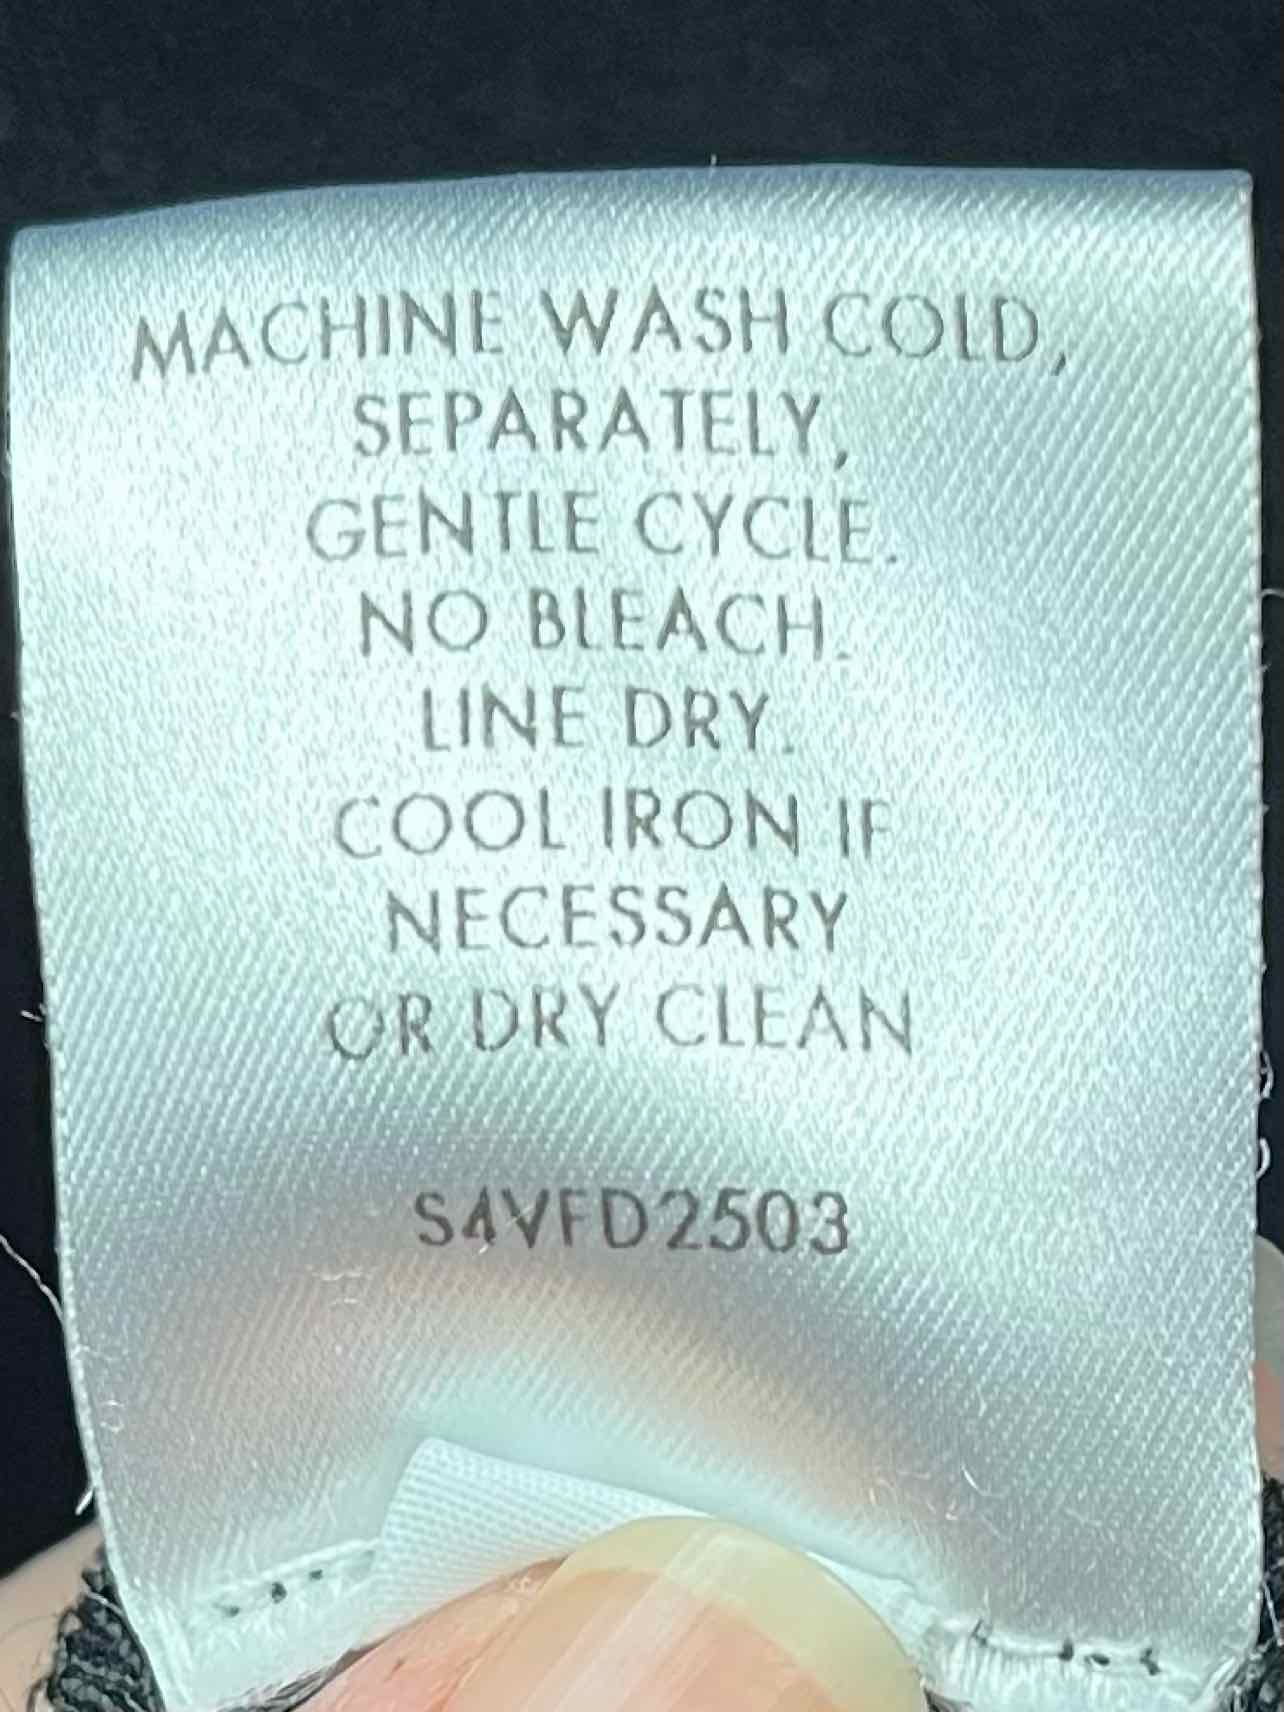 MACHINE WASH COLD,
SEPARATELY,
GENTLE CYCLE.
NO BLEACH.
LINE DRY.
COOL IRON IF
NECESSARY
OR DRY CLEAN
S4VFD2503